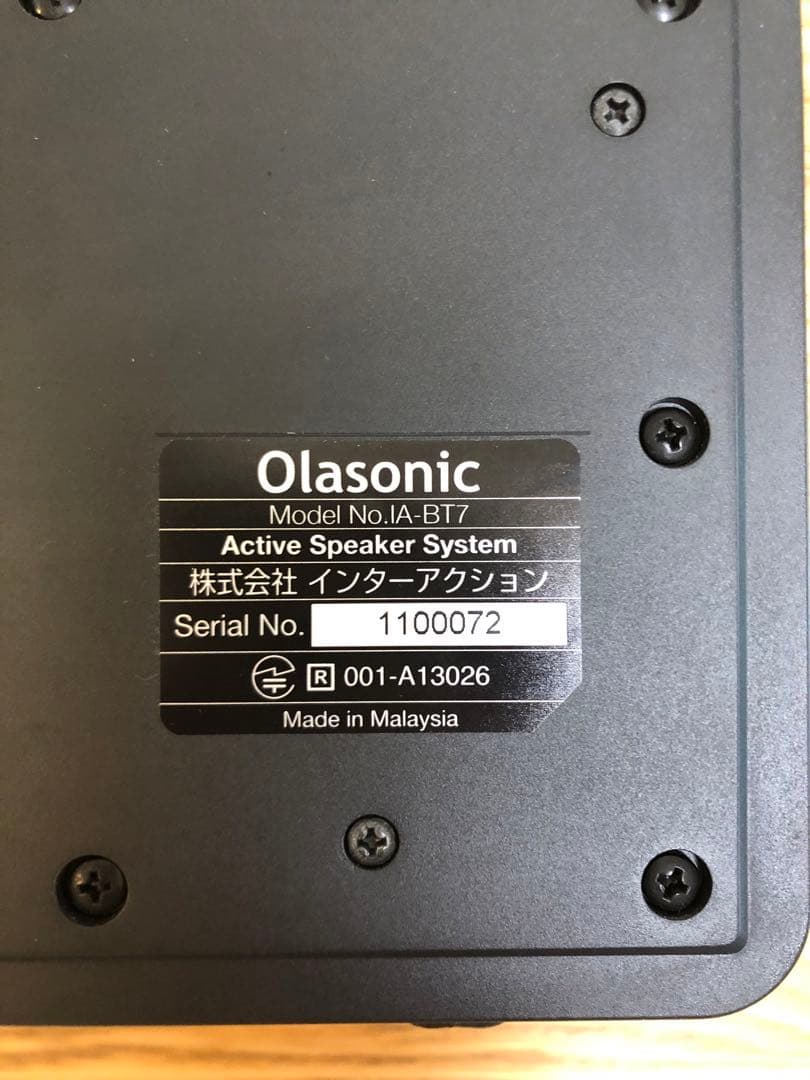 Olasonic
Model No.IA-BT7
Active Speaker System
株式会社 インターアクション
Serial No. 1100072
R 001-A13026
Made in Malaysia